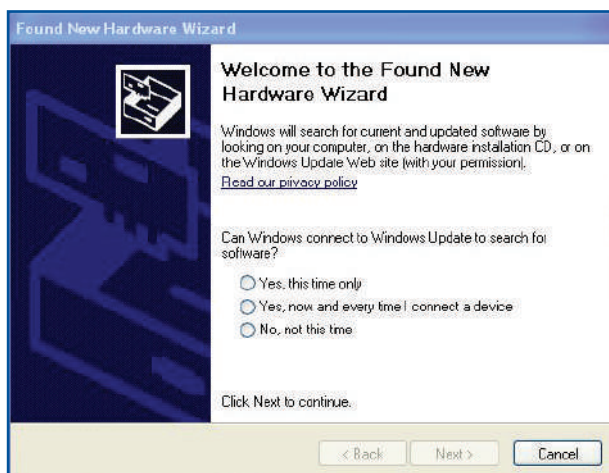 Found New Hardware Wizard
Welcome to the Found New
Hardware Wizard
Windows will search for current and updated software by
looking on your computer, on the hardware installation CD, or on
the Windows Update Web site (with your permission).
Read our privacy policy
Can Windows connect to Windows Update to search for
software?
Yes, this time only
Yes, now and every time I connect a device
No, not this time
Click Next to continue.
< Back
Next >
Cancel